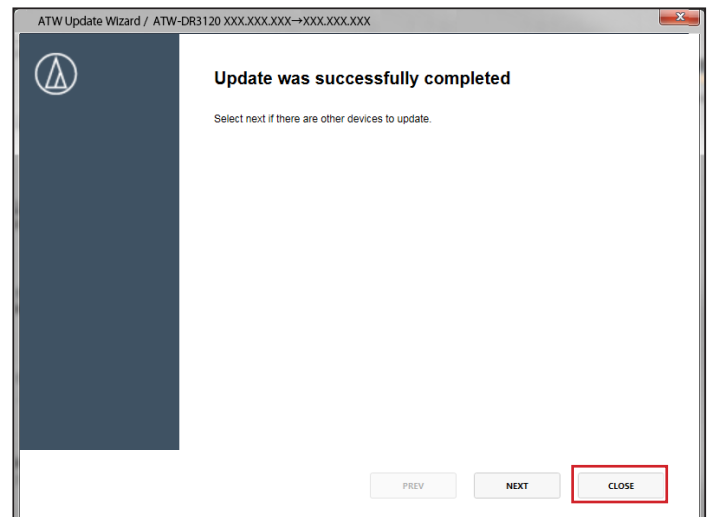 ATW Update Wizard / ATW-DR3120 XXX.XXX.XXX→XXX.XXX.XXX
Update was successfully completed
Select next if there are other devices to update.
PREV NEXT CLOSE